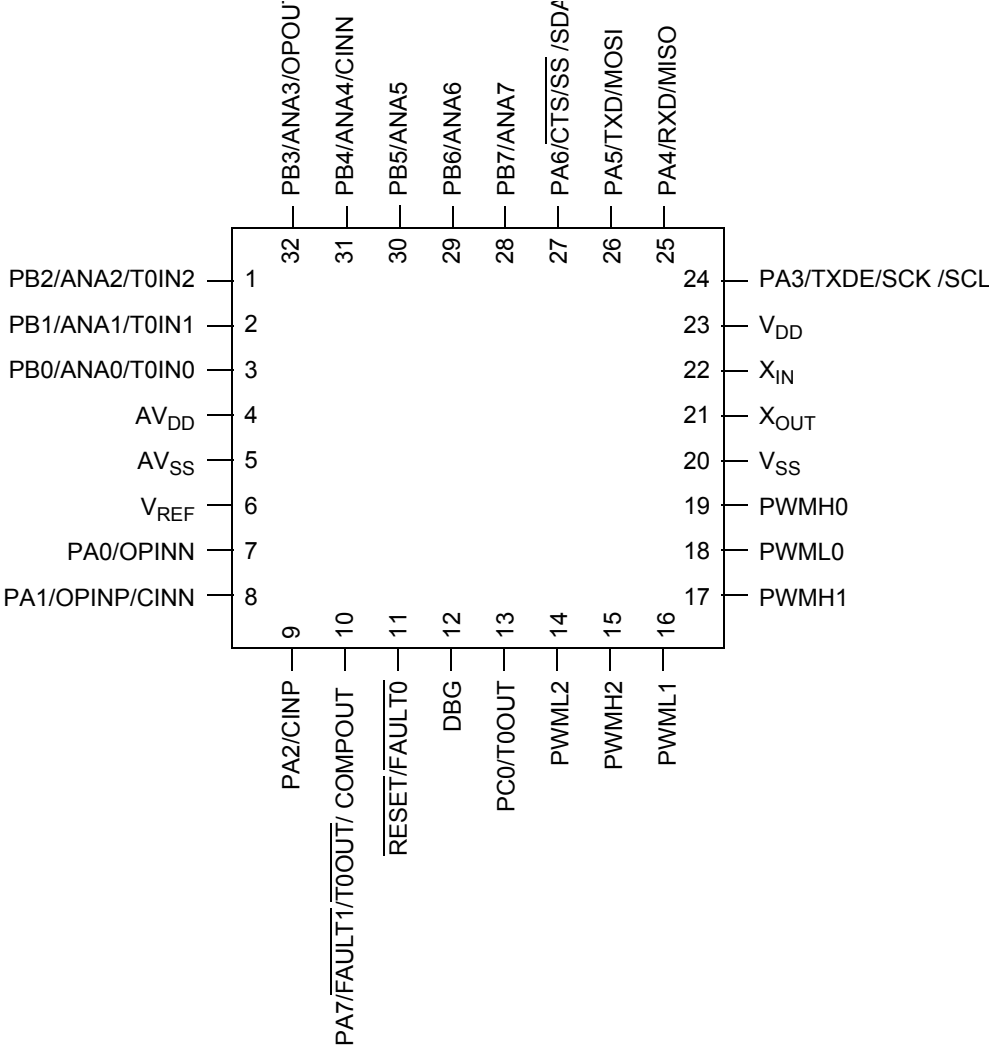 PB3/ANA3/OPOUT
PB4/ANA4/CINN
PB5/ANA5
PB6/ANA6
PB7/ANA7
PA6/CTS/SS /SDA
PA5/TXD/MOSI
PA4/RXD/MISO
32 31 30 29 28 27 26 25
PB2/ANA2/T0IN2 1
PB1/ANA1/T0IN1 2
PB0/ANA0/T0IN0 3
AVDD 4
AVSS 5
VREF 6
PA0/OPINN 7
PA1/OPINP/CINN 8
24 PA3/TXDE/SCK /SCL
23 VDD
22 XIN
21 XOUT
20 VSS
19 PWMH0
18 PWML0
17 PWMH1
9 10 11 12 13 14 15 16
PA2/CINP
PA7/FAULT1/T0OUT/ COMPOUT
RESET/FAULT0
DBG
PC0/T0OUT
PWML2
PWMH2
PWML1